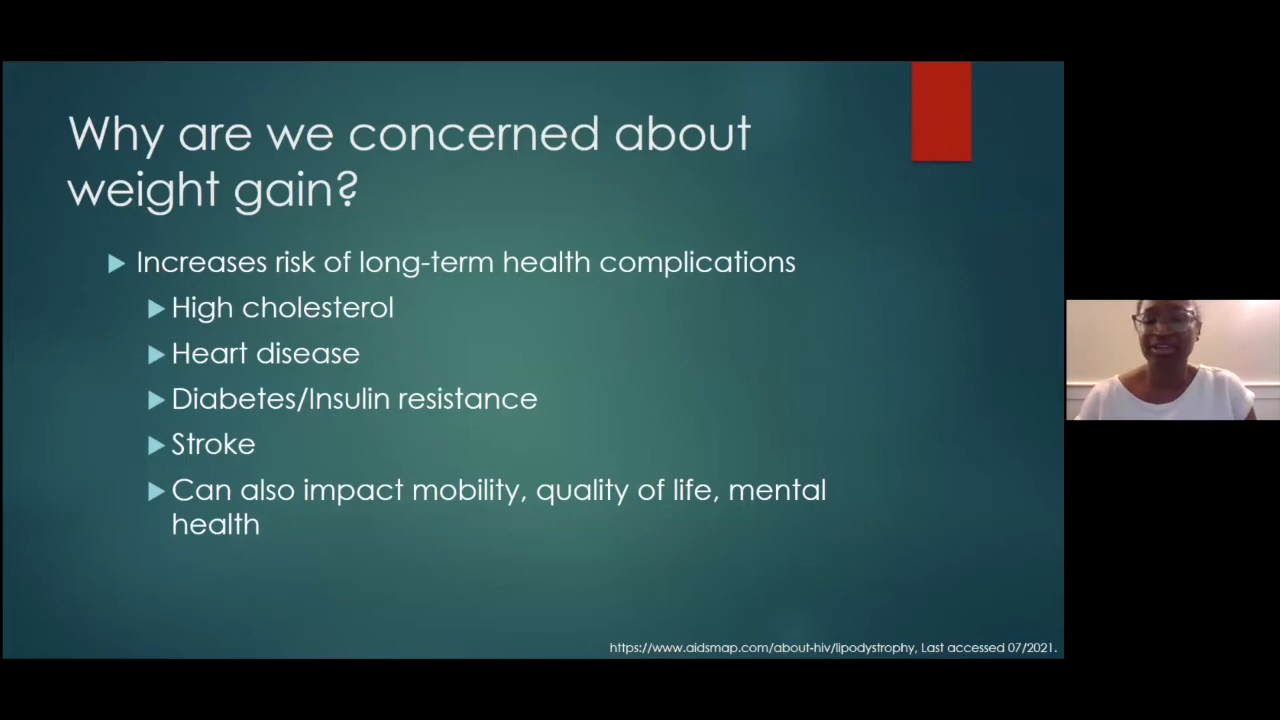 Why are we concerned about
weight gain?
Increases risk of long-term health complications
High cholesterol
Heart disease
Diabetes/Insulin resistance
Stroke
Can also impact mobility, quality of life, mental
health
https://www.aidsmap.com/about-hiv/lipodystrophy, Last accessed 07/2021.